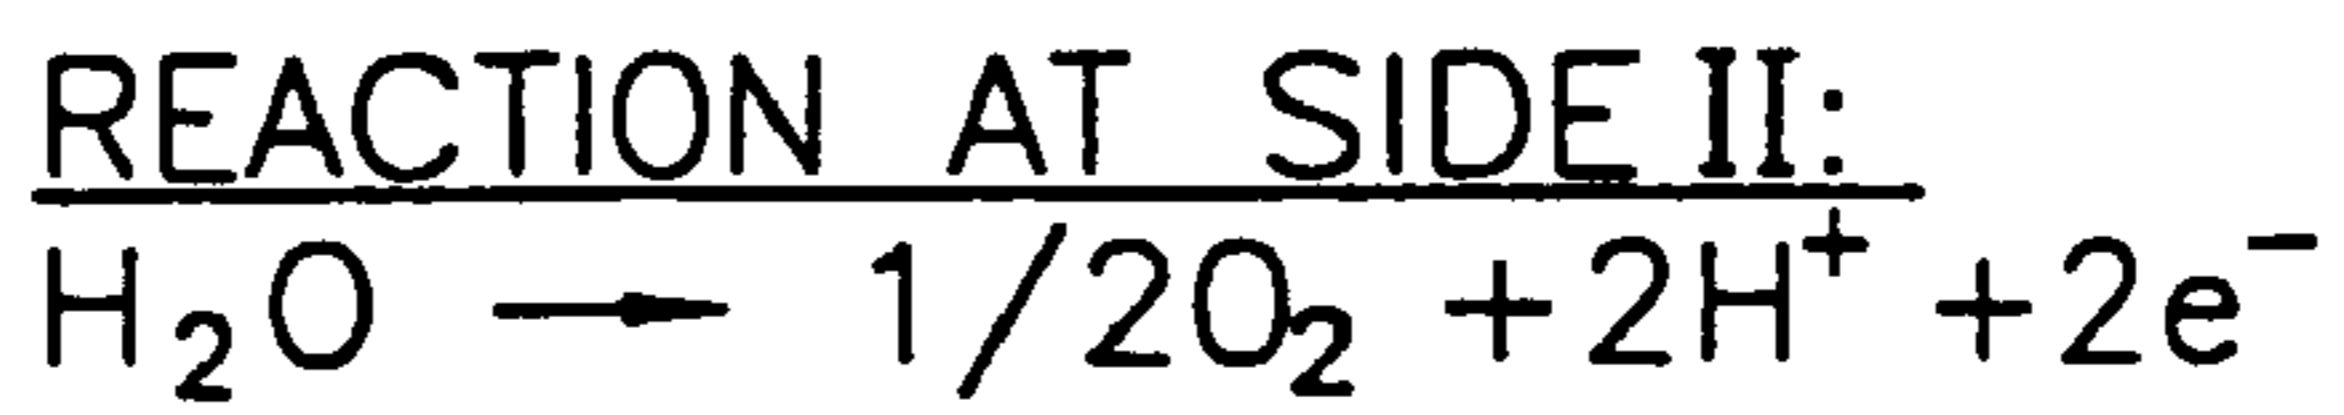 REACTION AT SIDE II:
H₂O → 1/2O₂ +2H⁺ +2e⁻